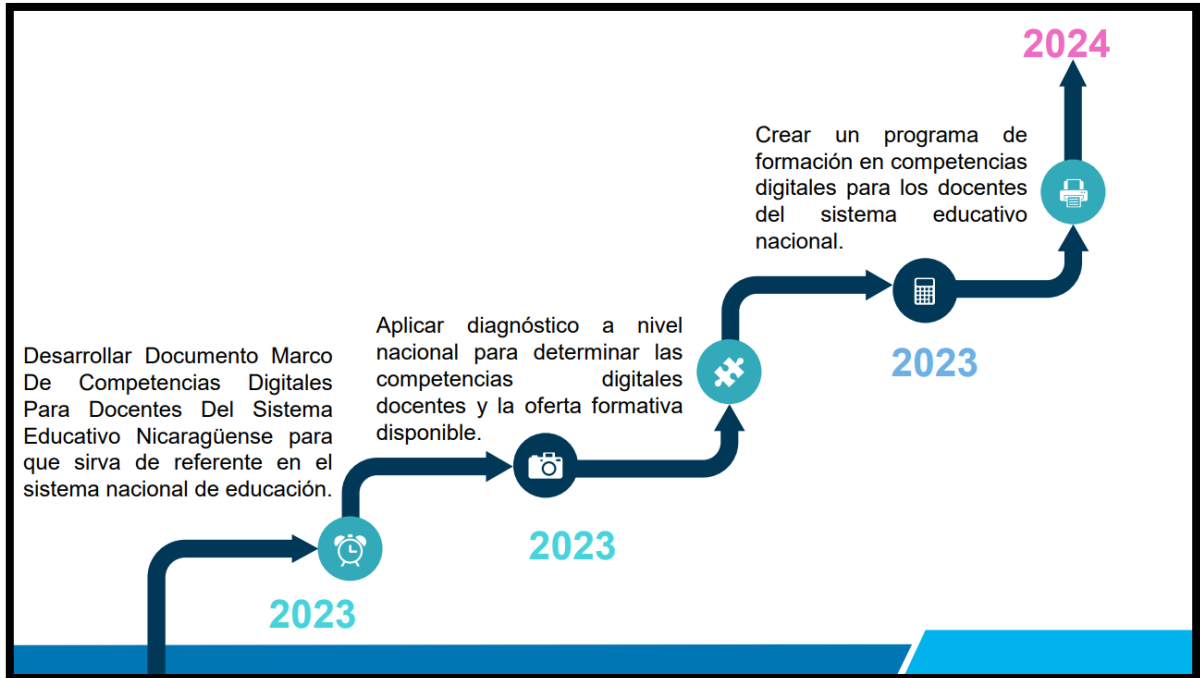 Desarrollar Documento Marco
De Competencias Digitales
Para Docentes Del Sistema
Educativo Nicaragüense para
que sirva de referente en el
sistema nacional de educación.
2023
Aplicar diagnóstico a nivel
nacional para determinar las
competencias digitales
docentes y la oferta formativa
disponible.
2023
Crear un programa de
formación en competencias
digitales para los docentes
del sistema educativo
nacional.
2023
2024